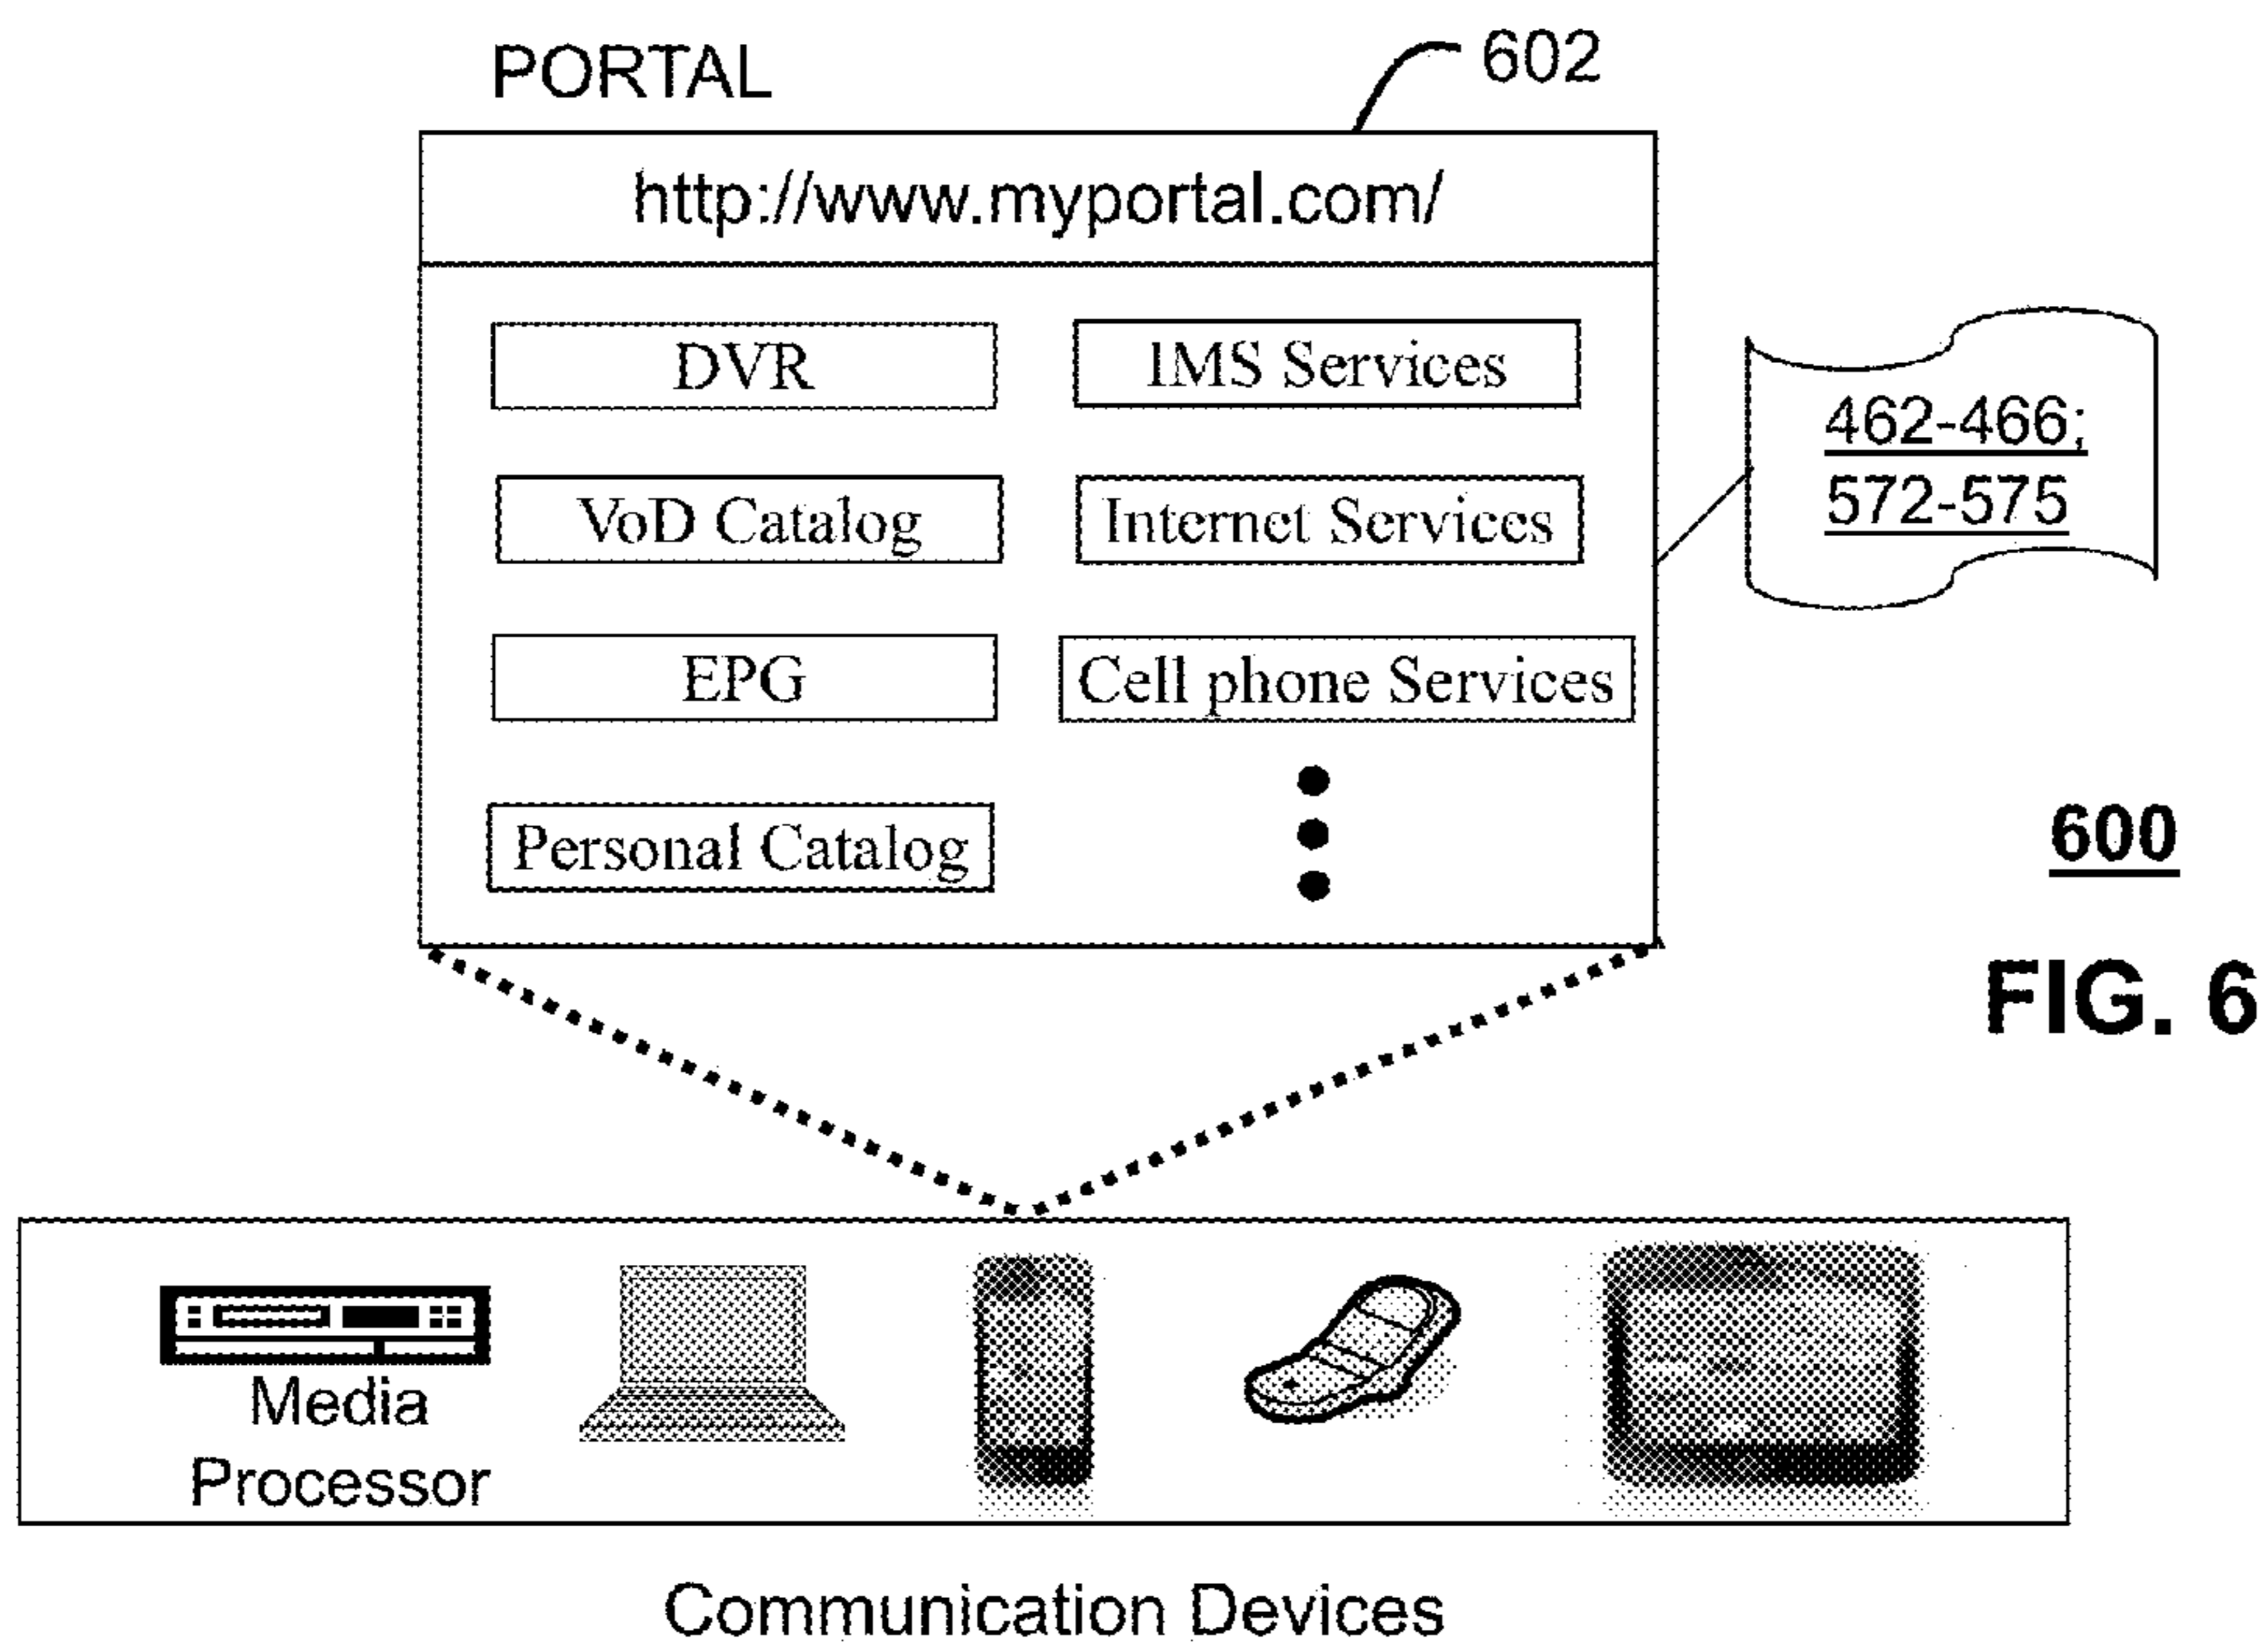 PORTAL
602
http://www.myportal.com/
DVR
IMS Services
VoD Catalog
Internet Services
EPG
Cell phone Services
Personal Catalog
462-466;
572-575
600
FIG. 6
Media
Processor
Communication Devices